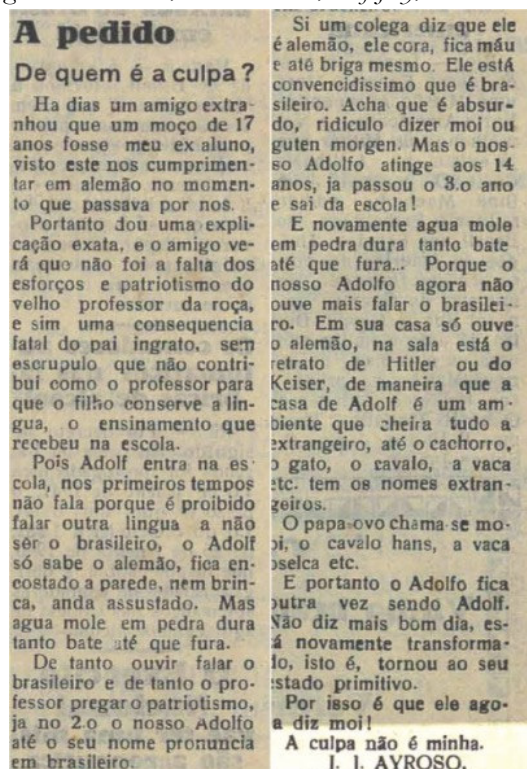 A pedido
De quem é a culpa ?
Ha dias um amigo extra-
nhou que um moço de 17
anos fosse meu ex aluno,
visto este nos cumprimen-
tar em alemão no momen-
to que passava por nos.
Portanto dou uma expli-
cação exata, e o amigo ve-
rá que não foi a falta dos
esforços e patriotismo do
velho professor da roça,
e sim uma consequencia
fatal do pai ingrato, sem
escrupulo que não contri-
bui como o professor para
que o filho conserve a lin-
gua, o ensinamento que
recebeu na escola.
Pois Adolf entra na es-
cola, nos primeiros tempos
não fala porque é proibido
falar outra lingua a não
sêr o brasileiro, o Adolf
só sabe o alemão, fica en-
costado a parede, nem brin-
ca, anda assustado. Mas
agua mole em pedra dura
tanto bate até que fura.
De tanto ouvir falar o
brasileiro e de tanto o pro-
fessor pregar o patriotismo,
ja no 2.o o nosso Adolfo
até o seu nome pronuncia
em brasileiro.
Si um colega diz que ele
é alemão, ele cora, fica máu
e até briga mesmo. Ele está
convencidissimo que é bra-
sileiro. Acha que é absur-
do, ridiculo dizer moi ou
guten morgen. Mas o nos-
so Adolfo atinge aos 14
anos, ja passou o 3.o ano
e sai da escola!
E novamente agua mole
em pedra dura tanto bate
até que fura... Porque o
nosso Adolfo agora não
ouve mais falar o brasilei-
ro. Em sua casa só ouve
o alemão, na sala está o
retrato de Hitler ou do
Keiser, de maneira que a
casa de Adolf é um am-
biente que cheira tudo a
extrangeiro, até o cachorro,
o gato, o cavalo, a vaca
etc. tem os nomes extran-
geiros.
O papa-ovo chama-se mo-
pi, o cavalo hans, a vaca
oselca etc.
E portanto o Adolfo fica
outra vez sendo Adolf.
Não diz mais bom dia, es-
tá novamente transforma-
do, isto é, tornou ao seu
estado primitivo.
Por isso é que ele ago-
a diz moi!
A culpa não é minha.
J. J. AYROSO.